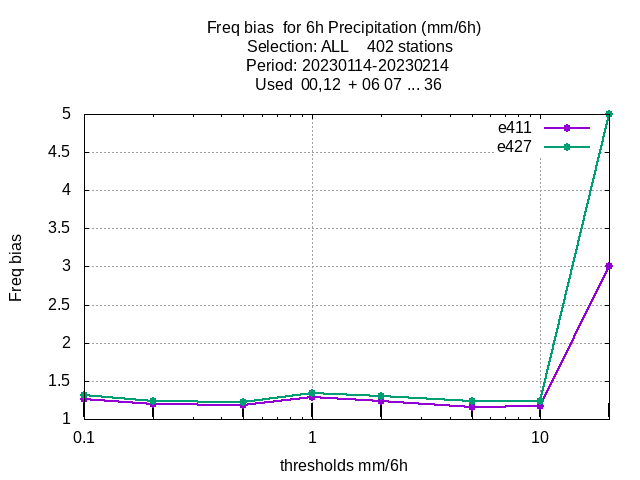 Freq bias  for 6h Precipitation (mm/6h)
Selection: ALL    402 stations
Period: 20230114-20230214
Used  00,12  + 06 07 ... 36
e411
e427
5
4.5
4
3.5
3
2.5
2
1.5
1
Freq bias
0.1 1 10
thresholds mm/6h